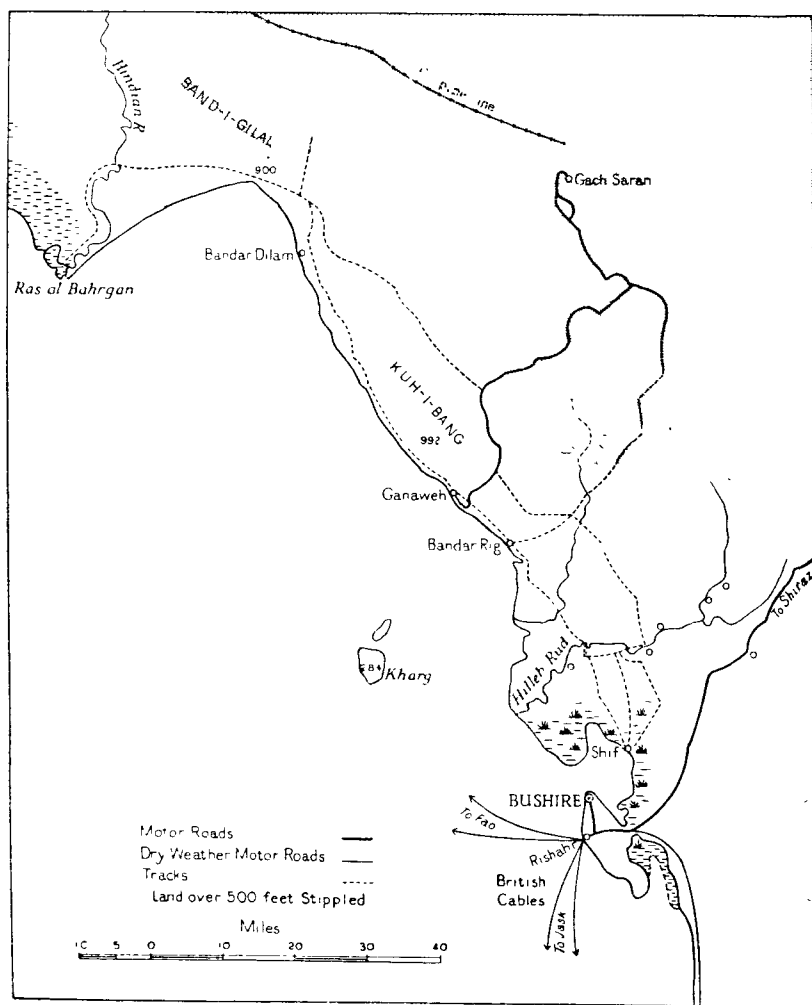 Hindian R.
BAND-I-GILAL
900
Gach Saran
Bandar Dilam
Ras al Bahrgan
KUH-I-BANG
992
Ganaweh
Bandar Rig
To Shiraz
Kharg
Hilleh Rud
Shif
BUSHIRE
To Fao
Rishahr
British
Cables
To Jask
Motor Roads
Dry Weather Motor Roads
Tracks
Land over 500 feet Stippled
Miles
10 5 0 10 20 30 40